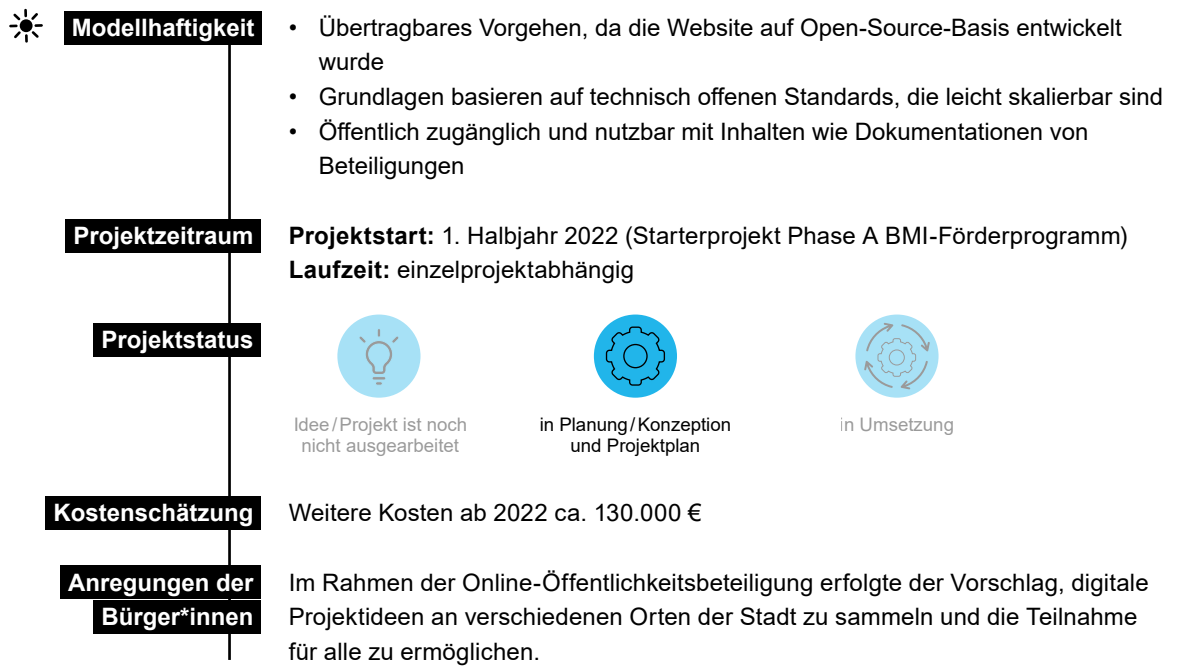 Modellhaftigkeit
• Übertragbares Vorgehen, da die Website auf Open-Source-Basis entwickelt
wurde
• Grundlagen basieren auf technisch offenen Standards, die leicht skalierbar sind
• Öffentlich zugänglich und nutzbar mit Inhalten wie Dokumentationen von
Beteiligungen
Projektzeitraum
Projektstart: 1. Halbjahr 2022 (Starterprojekt Phase A BMI-Förderprogramm)
Laufzeit: einzelprojektabhängig
Projektstatus
Idee/Projekt ist noch
nicht ausgearbeitet
in Planung/Konzeption
und Projektplan
in Umsetzung
Kostenschätzung
Weitere Kosten ab 2022 ca. 130.000 €
Anregungen der
Bürger*innen
Im Rahmen der Online-Öffentlichkeitsbeteiligung erfolgte der Vorschlag, digitale
Projektideen an verschiedenen Orten der Stadt zu sammeln und die Teilnahme
für alle zu ermöglichen.